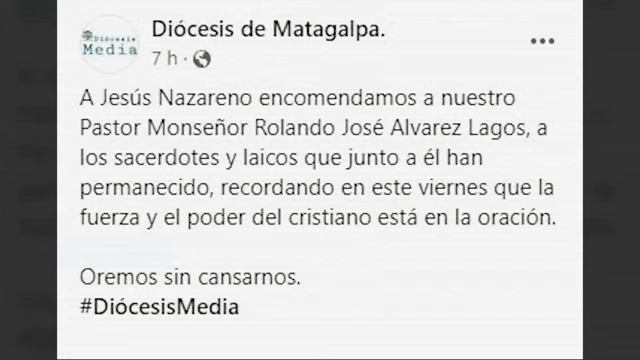 Diócesis
Media
Diócesis de Matagalpa.
7 h ·
A Jesús Nazareno encomendamos a nuestro
Pastor Monseñor Rolando José Alvarez Lagos, a
los sacerdotes y laicos que junto a él han
permanecido, recordando en este viernes que la
fuerza y el poder del cristiano está en la oración.
Oremos sin cansarnos.
#DiócesisMedia